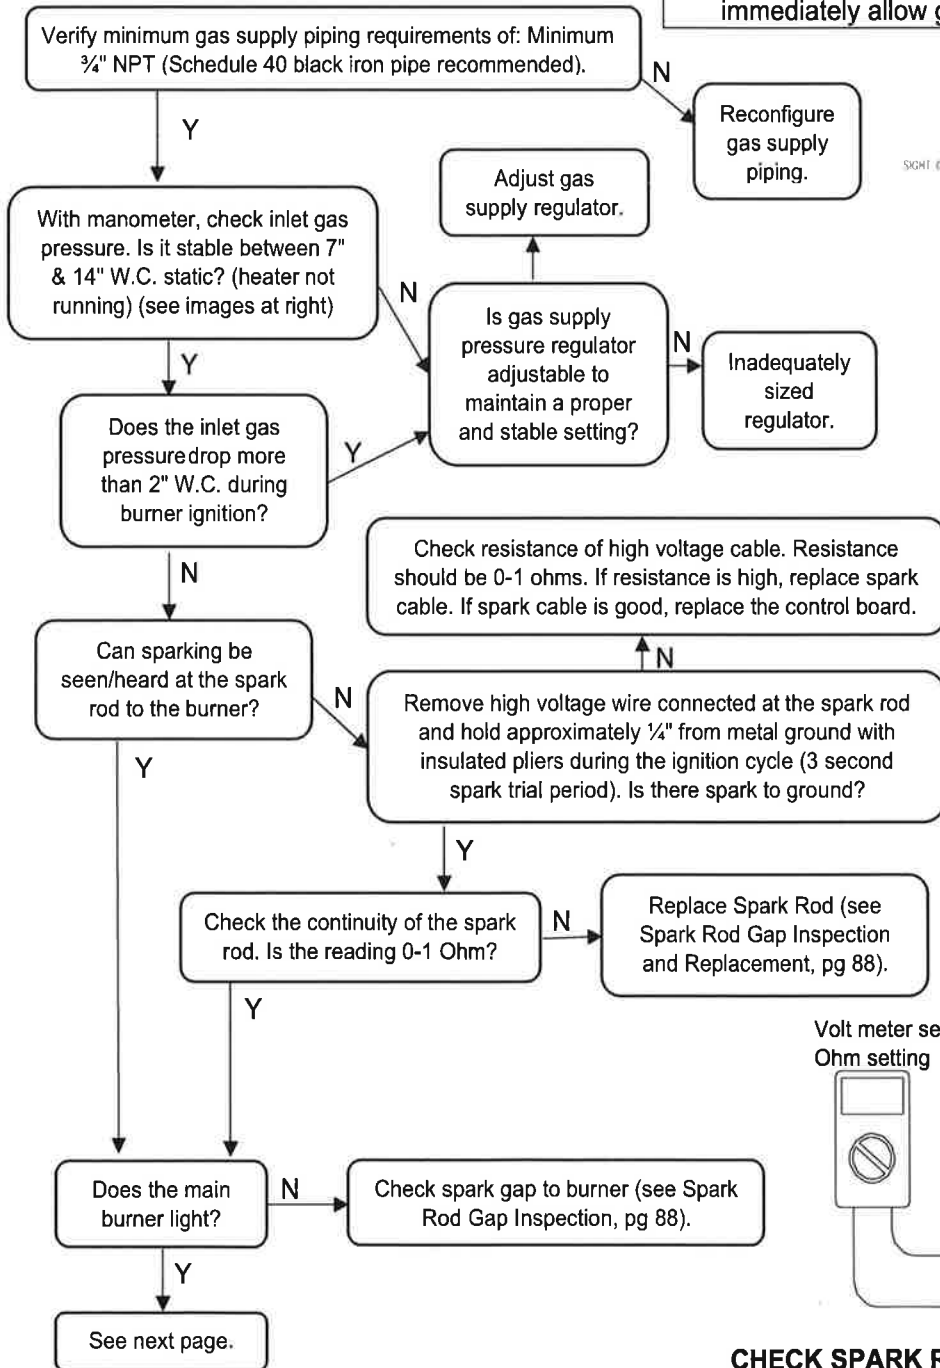 immediately allow g
Verify minimum gas supply piping requirements of: Minimum
¾" NPT (Schedule 40 black iron pipe recommended).
N
Y
Reconfigure
gas supply
piping.
SIGHT
Adjust gas
supply regulator.
With manometer, check inlet gas
pressure. Is it stable between 7"
& 14" W.C. static? (heater not
running) (see images at right)
N
Y
Is gas supply
pressure regulator
adjustable to
maintain a proper
and stable setting?
N
Inadequately
sized
regulator.
Does the inlet gas
pressuredrop more
than 2" W.C. during
burner ignition?
Y
N
Check resistance of high voltage cable. Resistance
should be 0-1 ohms. If resistance is high, replace spark
cable. If spark cable is good, replace the control board.
N
Can sparking be
seen/heard at the spark
rod to the burner?
N
Y
Remove high voltage wire connected at the spark rod
and hold approximately ¼" from metal ground with
insulated pliers during the ignition cycle (3 second
spark trial period). Is there spark to ground?
Y
Check the continuity of the spark
rod. Is the reading 0-1 Ohm?
N
Y
Replace Spark Rod (see
Spark Rod Gap Inspection
and Replacement, pg 88).
Volt meter se
Ohm setting
Does the main
burner light?
N
Y
Check spark gap to burner (see Spark
Rod Gap Inspection, pg 88).
See next page.
CHECK SPARK R